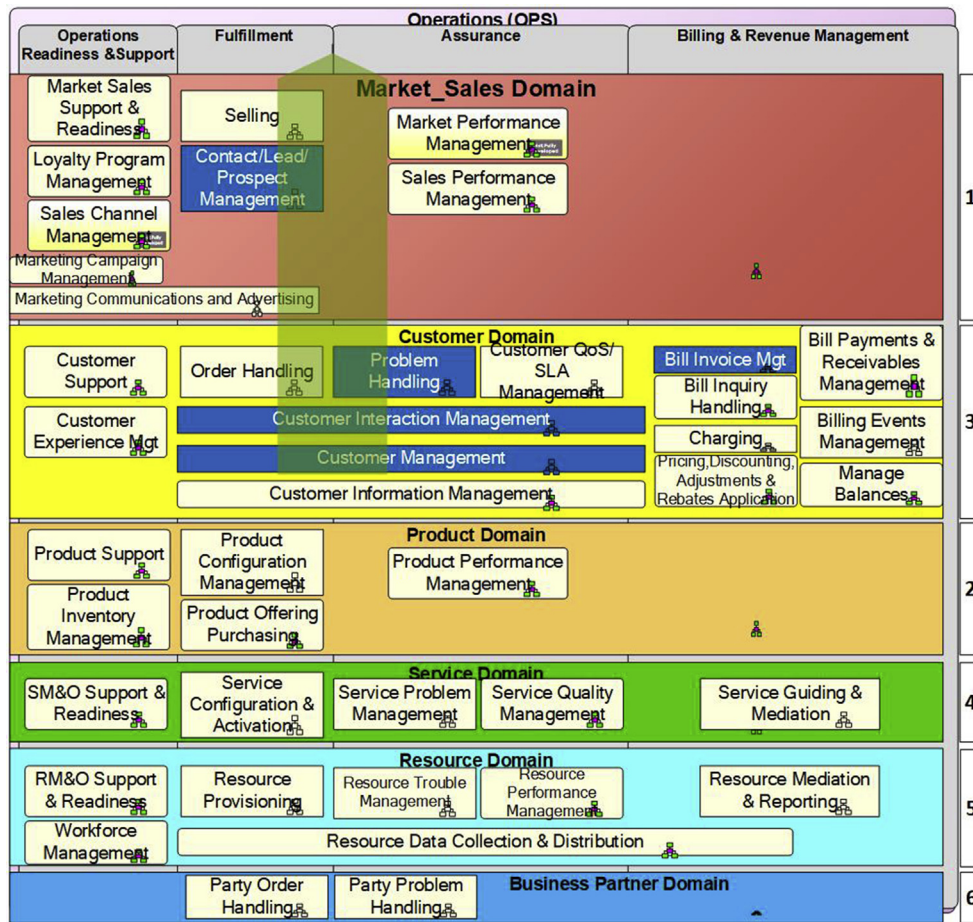 Operations (OPS)
Operations
Readiness &Support
Fulfillment
Assurance
Billing & Revenue Management
Market_Sales Domain
Market Sales
Support &
Readiness
Selling
Market Performance
Management
Loyalty Program
Management
Contact/Lead/
Prospect
Management
Sales Performance
Management
Sales Channel
Management
Marketing Campaign
Management
Marketing Communications and Advertising
1
Customer Domain
Customer
Support
Order Handling
Problem
Handling
Customer QoS/
SLA
Management
Bill Invoice Mgt
Bill Payments &
Receivables
Management
Bill Inquiry
Handling
Customer
Experience Mgt
Customer Interaction Management
Charging
Billing Events
Management
Customer Management
Pricing,Discounting,
Adjustments &
Rebates Application
Manage
Balances
Customer Information Management
3
Product Domain
Product Support
Product
Configuration
Management
Product Performance
Management
Product
Inventory
Management
Product Offering
Purchasing
2
Service Domain
SM&O Support &
Readiness
Service
Configuration &
Activation
Service Problem
Management
Service Quality
Management
Service Guiding &
Mediation
4
Resource Domain
RM&O Support
& Readiness
Resource
Provisioning
Resource Trouble
Management
Resource
Performance
Management
Resource Mediation
& Reporting
Workforce
Management
Resource Data Collection & Distribution
5
Business Partner Domain
Party Order
Handling
Party Problem
Handling
6